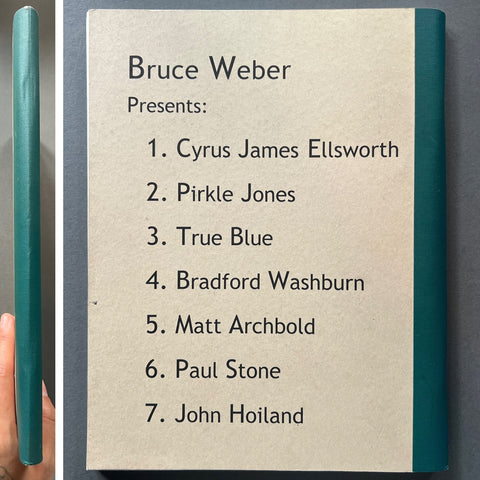 Bruce Weber
Presents:
1. Cyrus James Ellsworth
2. Pirkle Jones
3. True Blue
4. Bradford Washburn
5. Matt Archbold
6. Paul Stone
7. John Hoiland